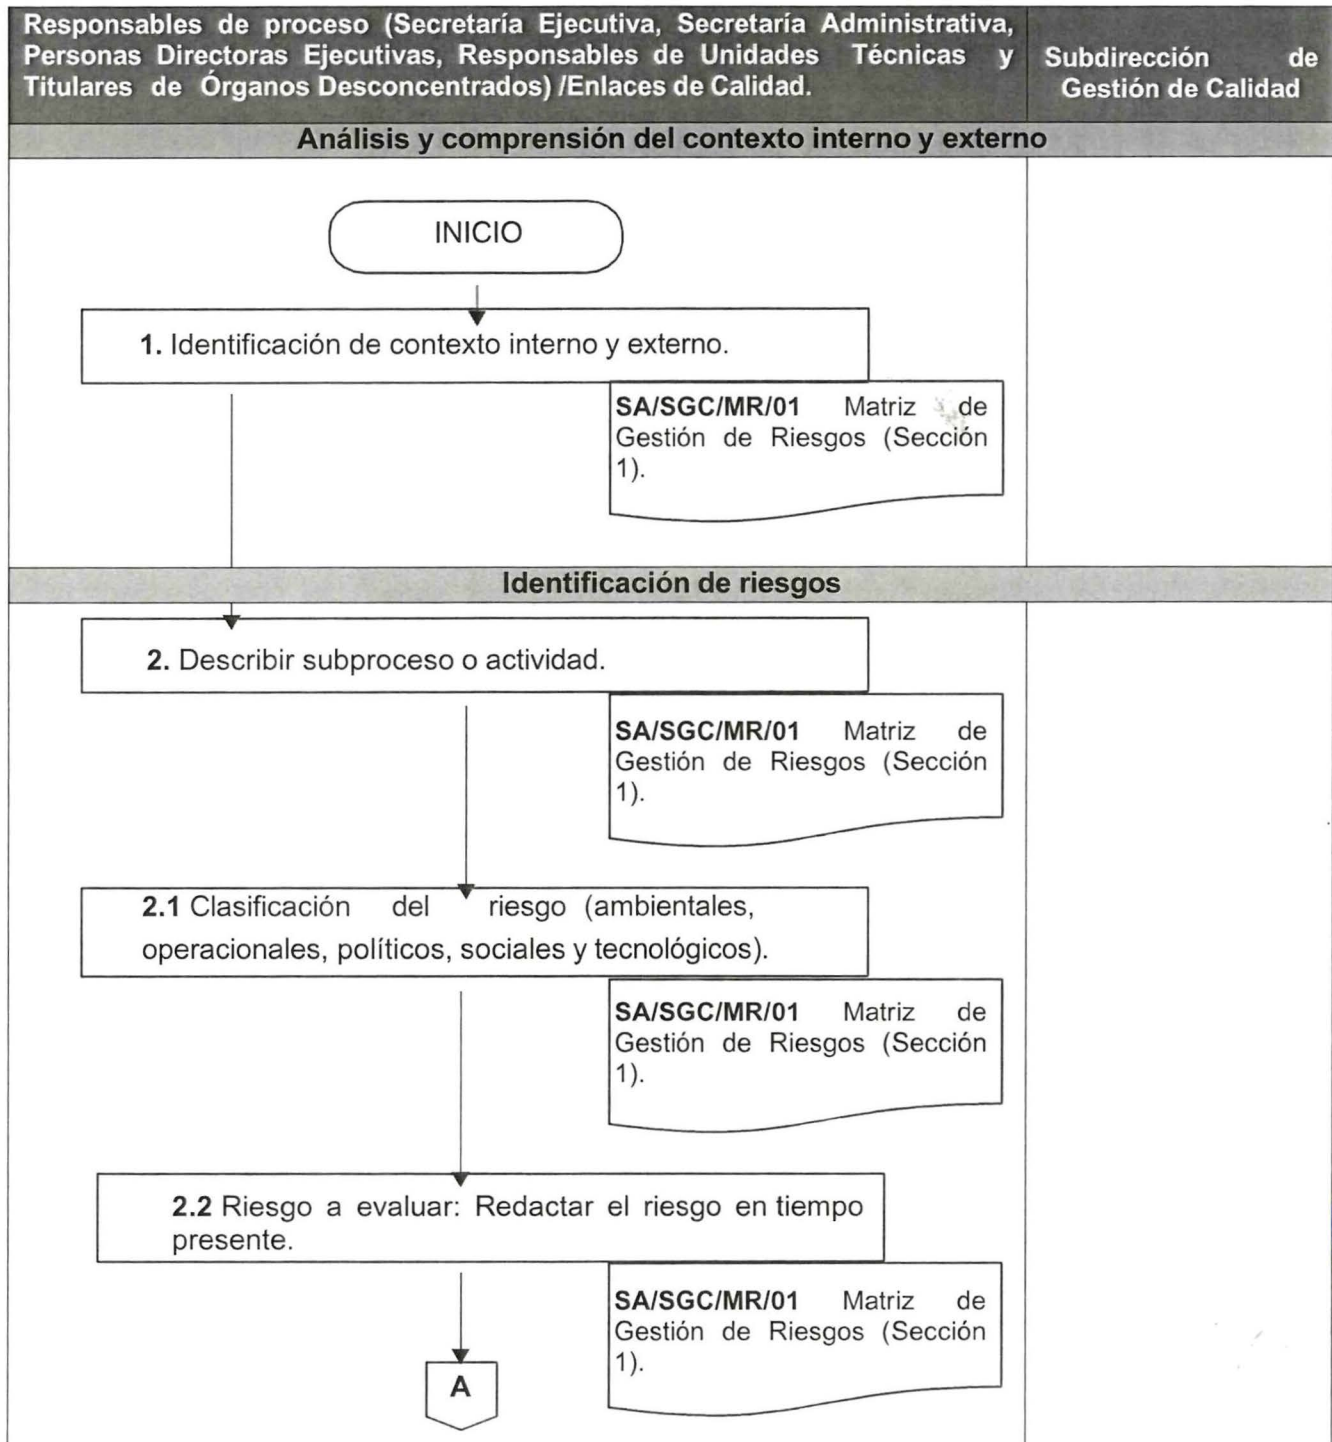 Responsables de proceso (Secretaría Ejecutiva, Secretaría Administrativa,
Personas Directoras Ejecutivas, Responsables de Unidades Técnicas y
Titulares de Órganos Desconcentrados) /Enlaces de Calidad.
Subdirección de
Gestión de Calidad
Análisis y comprensión del contexto interno y externo
INICIO
1. Identificación de contexto interno y externo.
SA/SGC/MR/01 Matriz de
Gestión de Riesgos (Sección
1).
Identificación de riesgos
2. Describir subproceso o actividad.
SA/SGC/MR/01 Matriz de
Gestión de Riesgos (Sección
1).
2.1 Clasificación del riesgo (ambientales,
operacionales, políticos, sociales y tecnológicos).
SA/SGC/MR/01 Matriz de
Gestión de Riesgos (Sección
1).
2.2 Riesgo a evaluar: Redactar el riesgo en tiempo
presente.
SA/SGC/MR/01 Matriz de
Gestión de Riesgos (Sección
1).
A